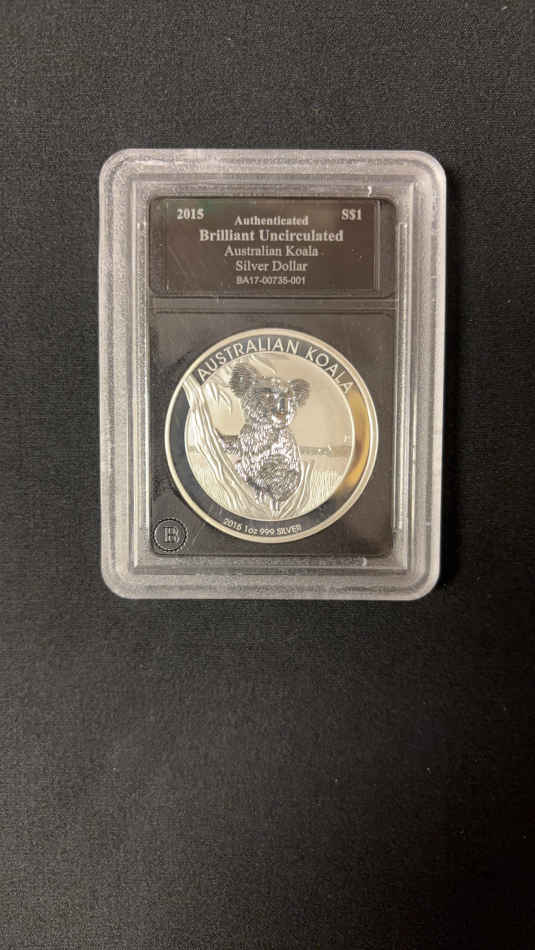 2015 Authenticated S$1
Brilliant Uncirculated
Australian Koala
Silver Dollar
BA17-00735-001
AUSTRALIAN KOALA
2015 1oz 999 SILVER
B